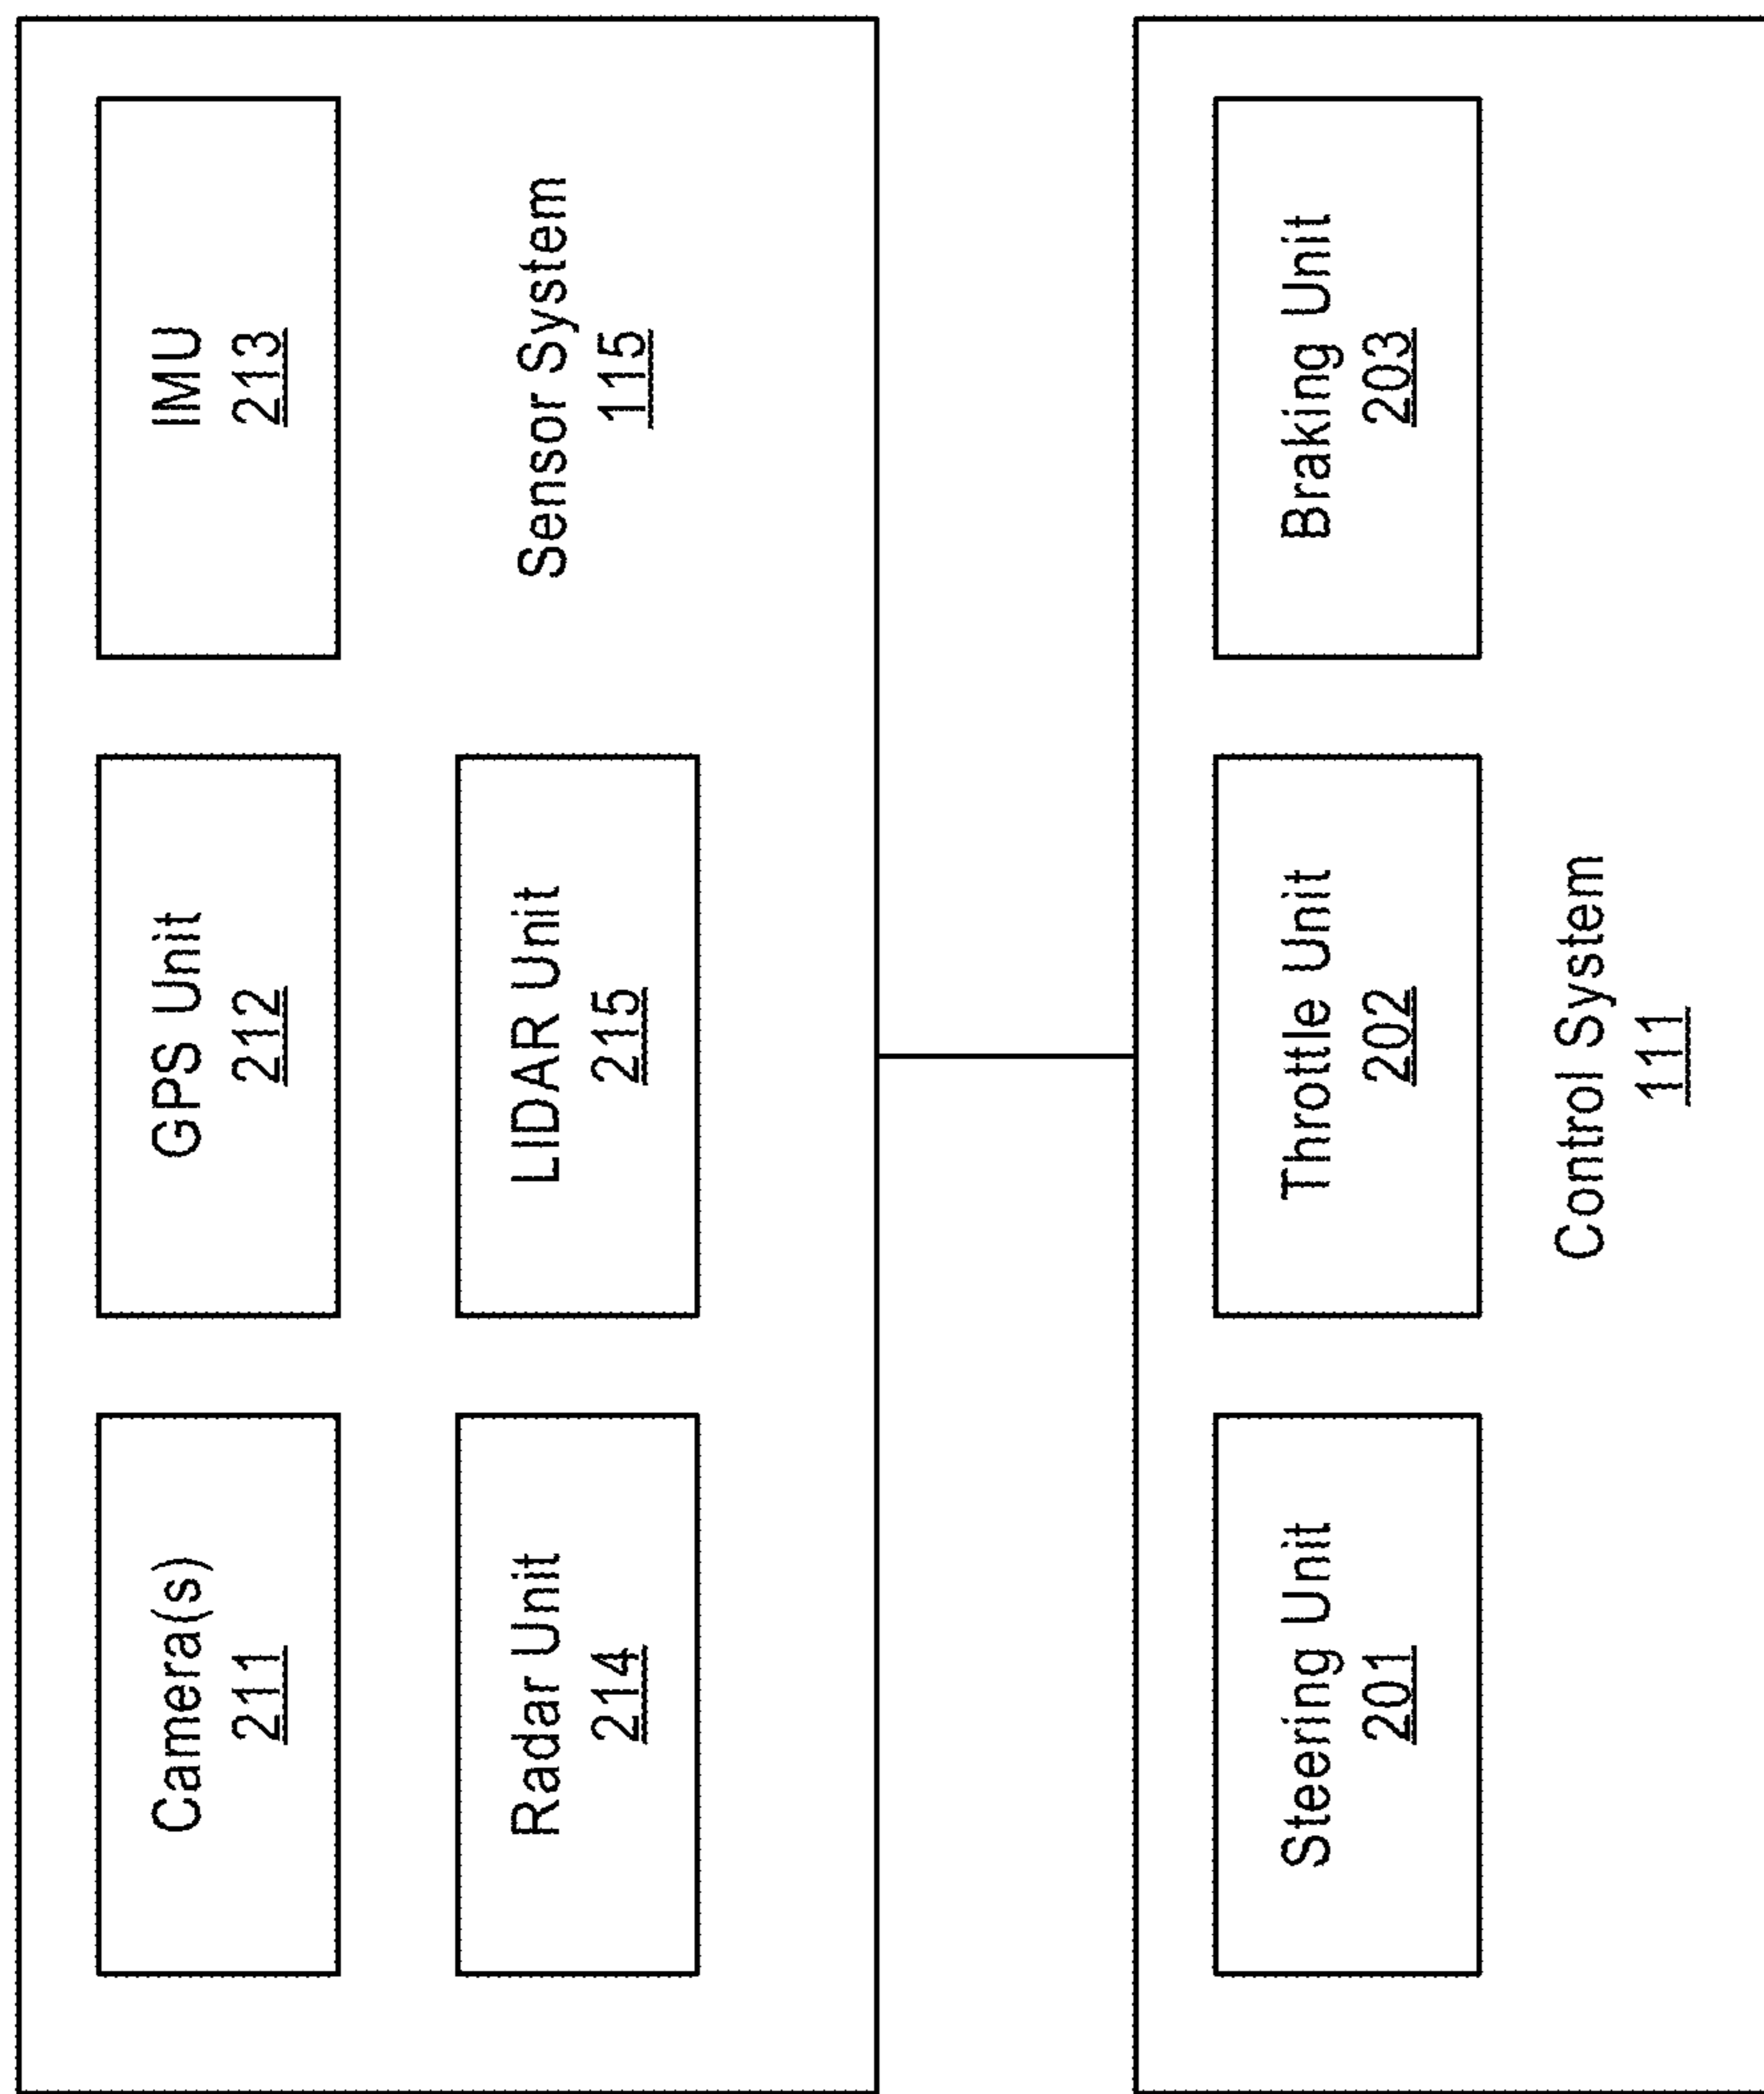 Camera(s)
211
GPS Unit
212
IMU
213
Radar Unit
214
LIDAR Unit
215
Sensor System
115
Steering Unit
201
Throttle Unit
202
Braking Unit
203
Control System
111